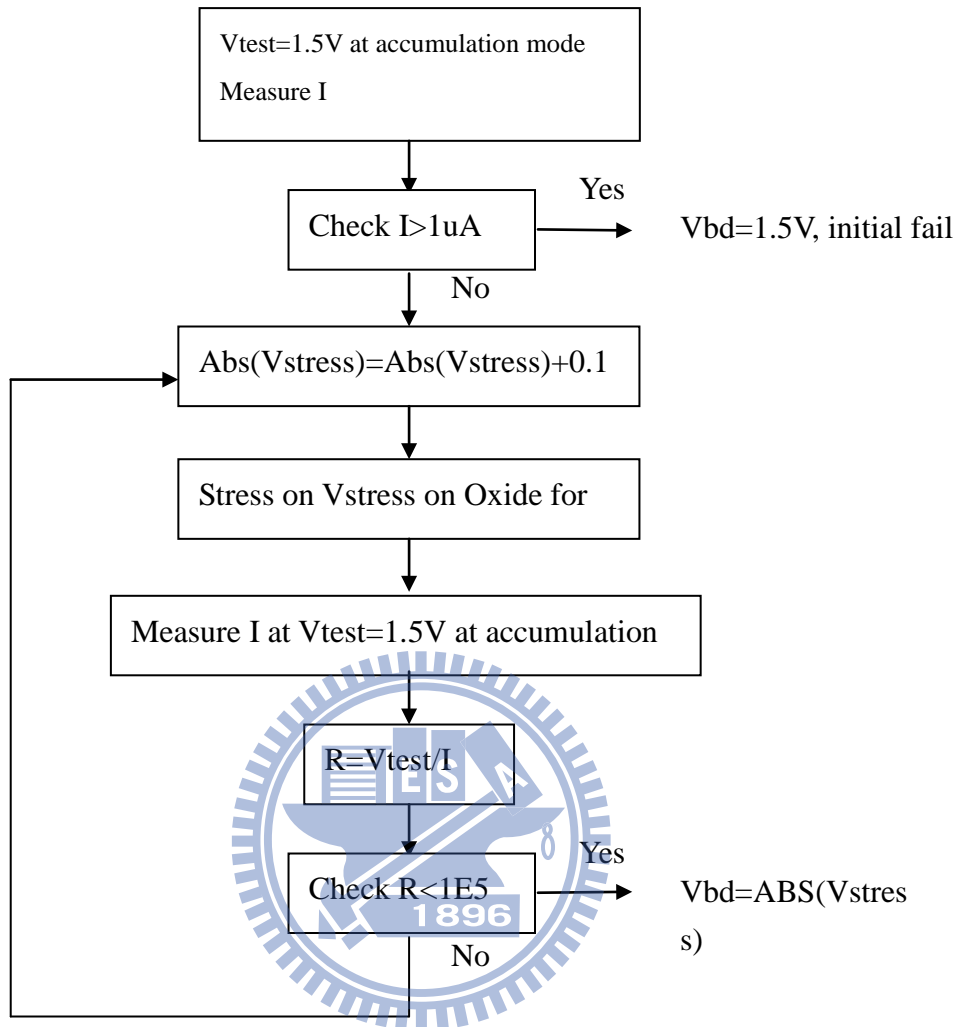 Vtest=1.5V at accumulation mode
Measure I
Yes
Check I>1uA
Vbd=1.5V, initial fail
No
Abs(Vstress)=Abs(Vstress)+0.1
Stress on Vstress on Oxide for
Measure I at Vtest=1.5V at accumulation
R=Vtest/I
E S A
Yes
Check R<1E5
Vbd=ABS(Vstres
s)
1896
No